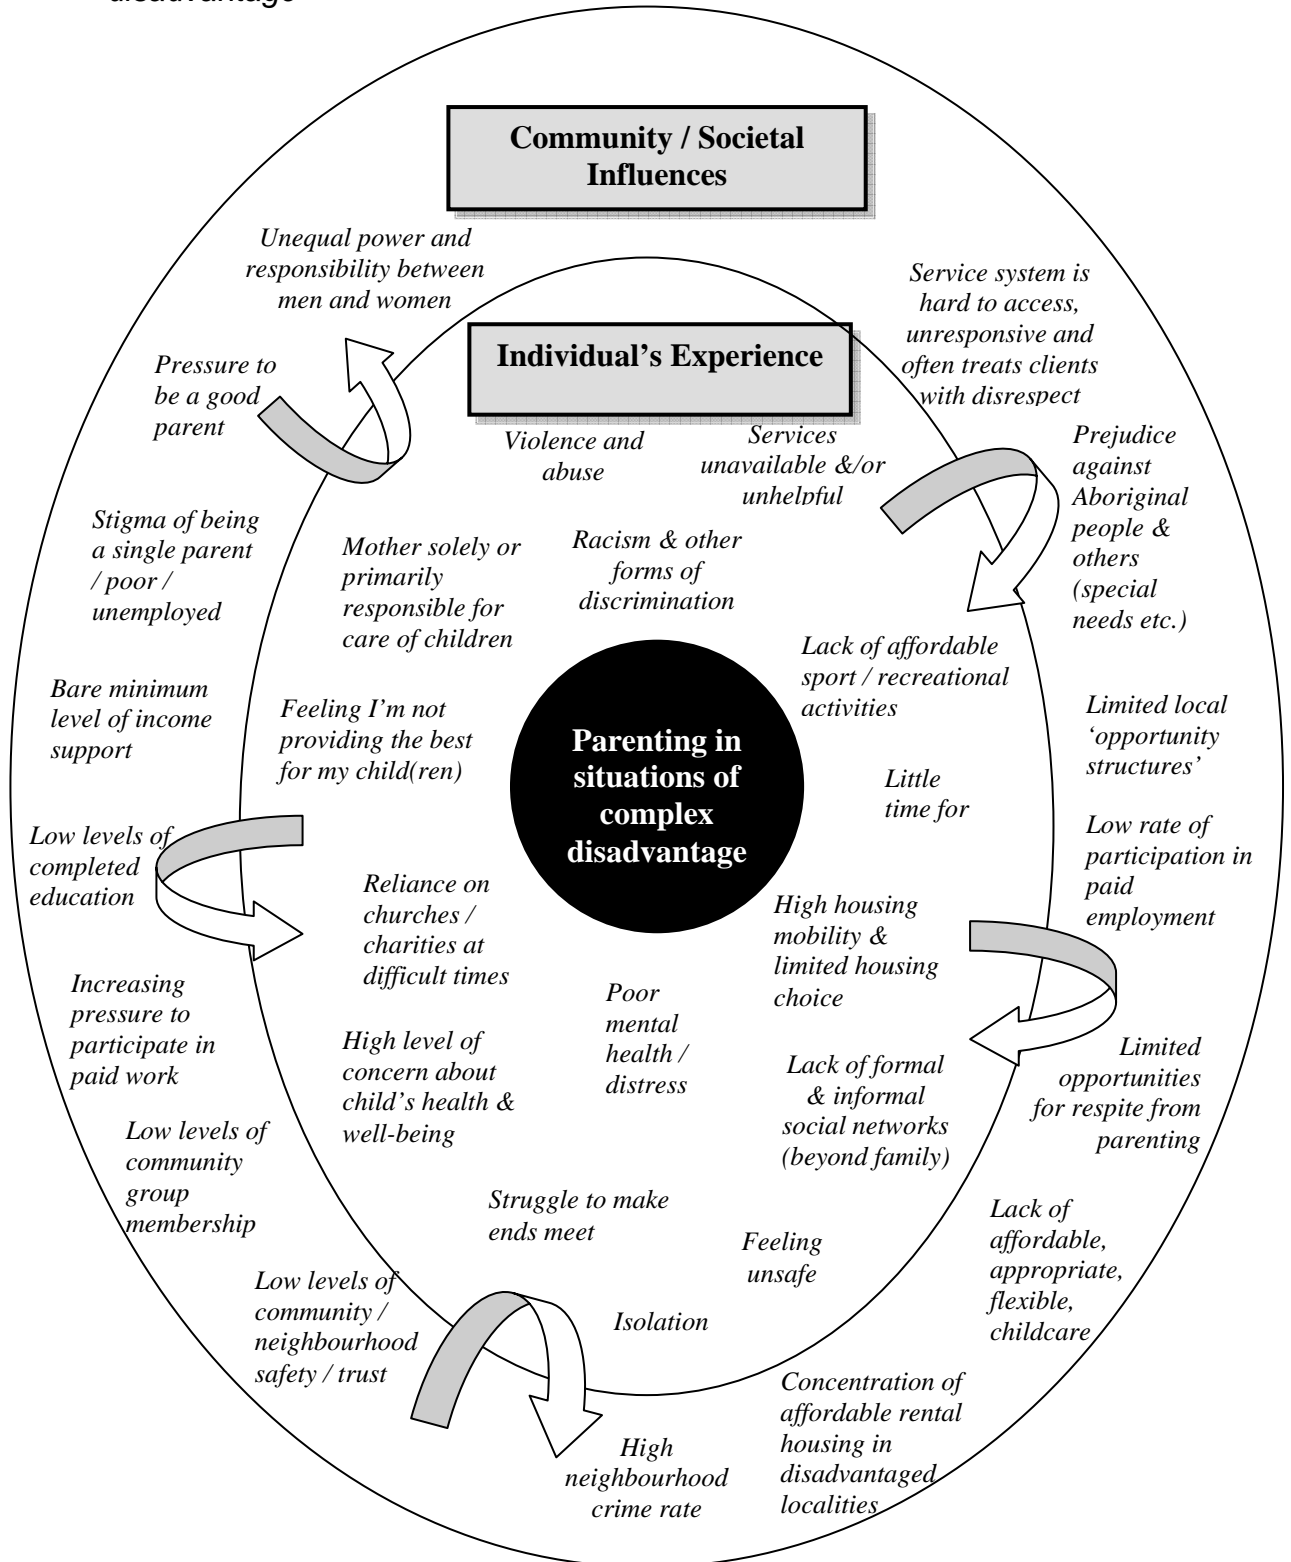 disadvantage
Community / Societal
Influences
Unequal power and
responsibility between
men and women
Service system is
hard to access,
unresponsive and
often treats clients
with disrespect
Individual's Experience
Pressure to
be a good
parent
Violence and
abuse
Services
unavailable &/or
unhelpful
Prejudice
against
Aboriginal
people &
others
(special
needs etc.)
Stigma of being
a single parent
/ poor /
unemployed
Mother solely or
primarily
responsible for
care of children
Racism & other
forms of
discrimination
Lack of affordable
sport / recreational
activities
Bare minimum
level of income
support
Feeling I'm not
providing the best
for my child(ren)
Parenting in
situations of
complex
disadvantage
Limited local
‘opportunity
structures’
Little
time for
Low levels of
completed
education
Low rate of
participation in
paid
employment
Reliance on
churches /
charities at
difficult times
High housing
mobility &
limited housing
choice
Increasing
pressure to
participate in
paid work
Poor
mental
health /
distress
High level of
concern about
child's health &
well-being
Lack of formal
& informal
social networks
(beyond family)
Limited
opportunities
for respite from
parenting
Low levels of
community
group
membership
Struggle to make
ends meet
Feeling
unsafe
Lack of
affordable,
appropriate,
flexible,
childcare
Low levels of
community /
neighbourhood
safety / trust
Isolation
Concentration of
affordable rental
housing in
disadvantaged
localities
High
neighbourhood
crime rate